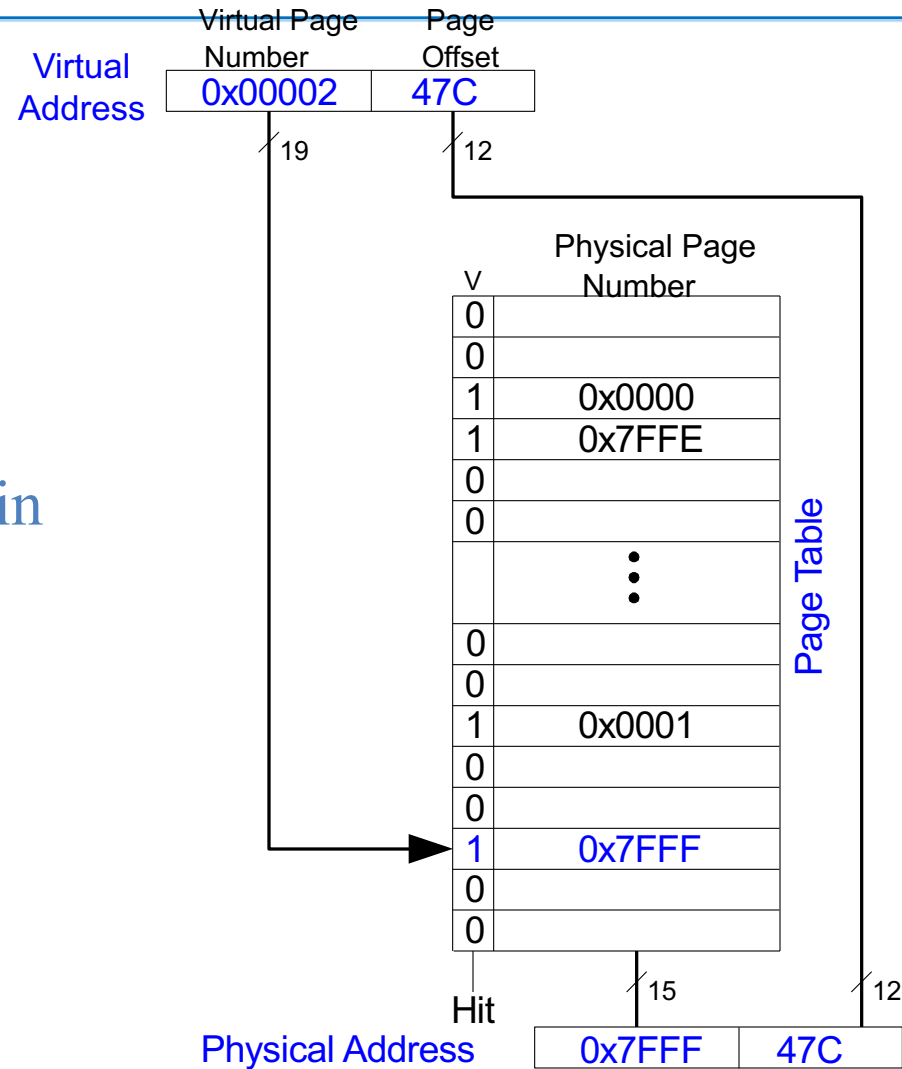 Virtual Page Number
Page Offset
Virtual Address
0x00002 47C
19 12
Physical Page Number
V
0
0
1 0x0000
1 0x7FFE
0
0
in
Page Table
0
0
1 0x0001
0
0
1 0x7FFF
0
0
Hit
15 12
Physical Address 0x7FFF 47C